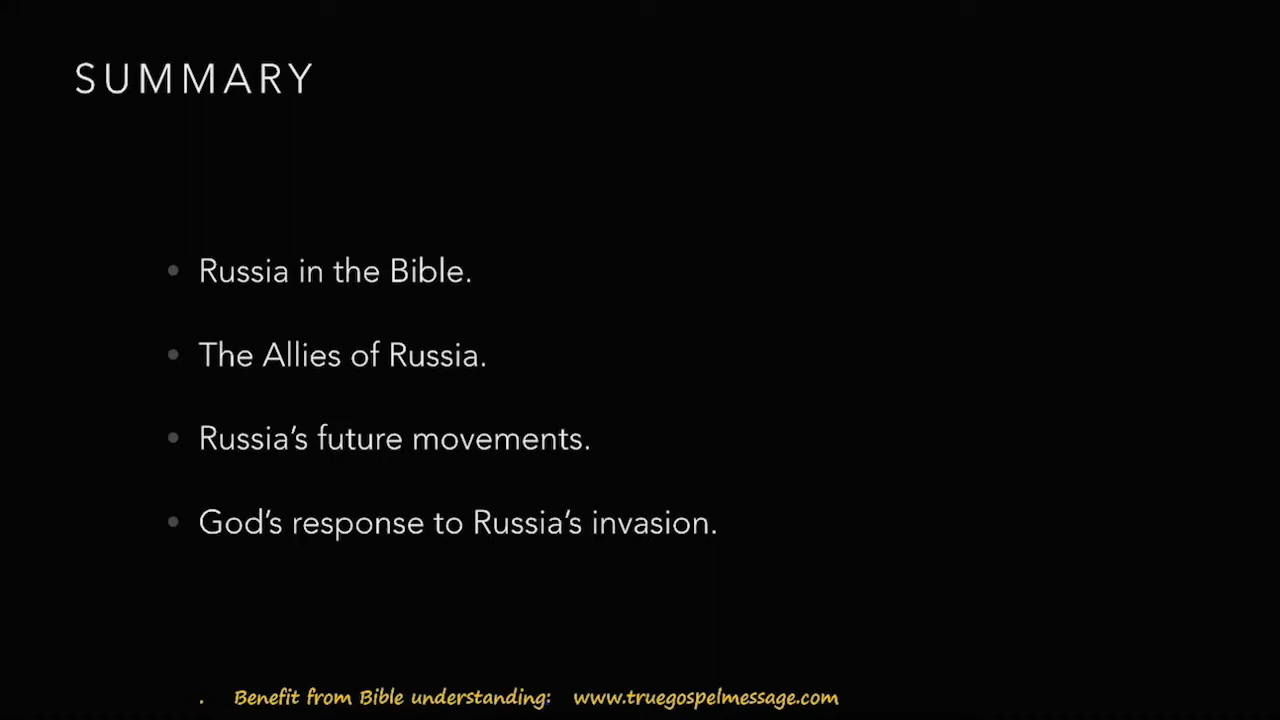 SUMMARY
• Russia in the Bible.
• The Allies of Russia.
• Russia’s future movements.
• God’s response to Russia’s invasion.
. Benefit from Bible understanding: www.truegospelmessage.com